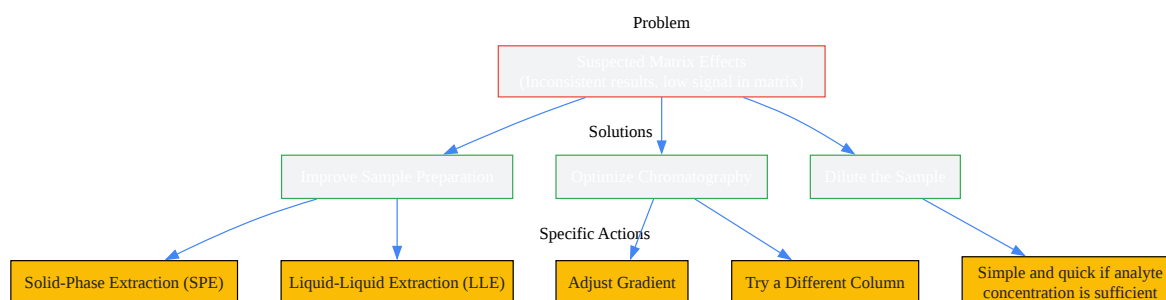 Problem
Suspected Matrix Effects
(Inconsistent results, low signal in matrix)
Solutions
Improve Sample Preparation
Optimize Chromatography
Dilute the Sample
Specific Actions
Solid-Phase Extraction (SPE)
Liquid-Liquid Extraction (LLE)
Adjust Gradient
Try a Different Column
Simple and quick if analyte
concentration is sufficient